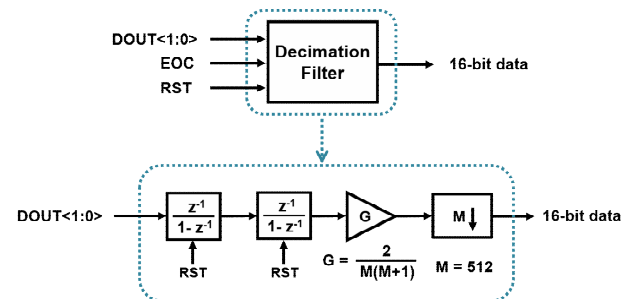 DOUT<1:0>
EOC
RST
Decimation
Filter
16-bit data
DOUT<1:0>
z-1
1- z-1
RST
z-1
1- z-1
RST
G
G = 2
M(M+1)
M = 512
M↓
16-bit data